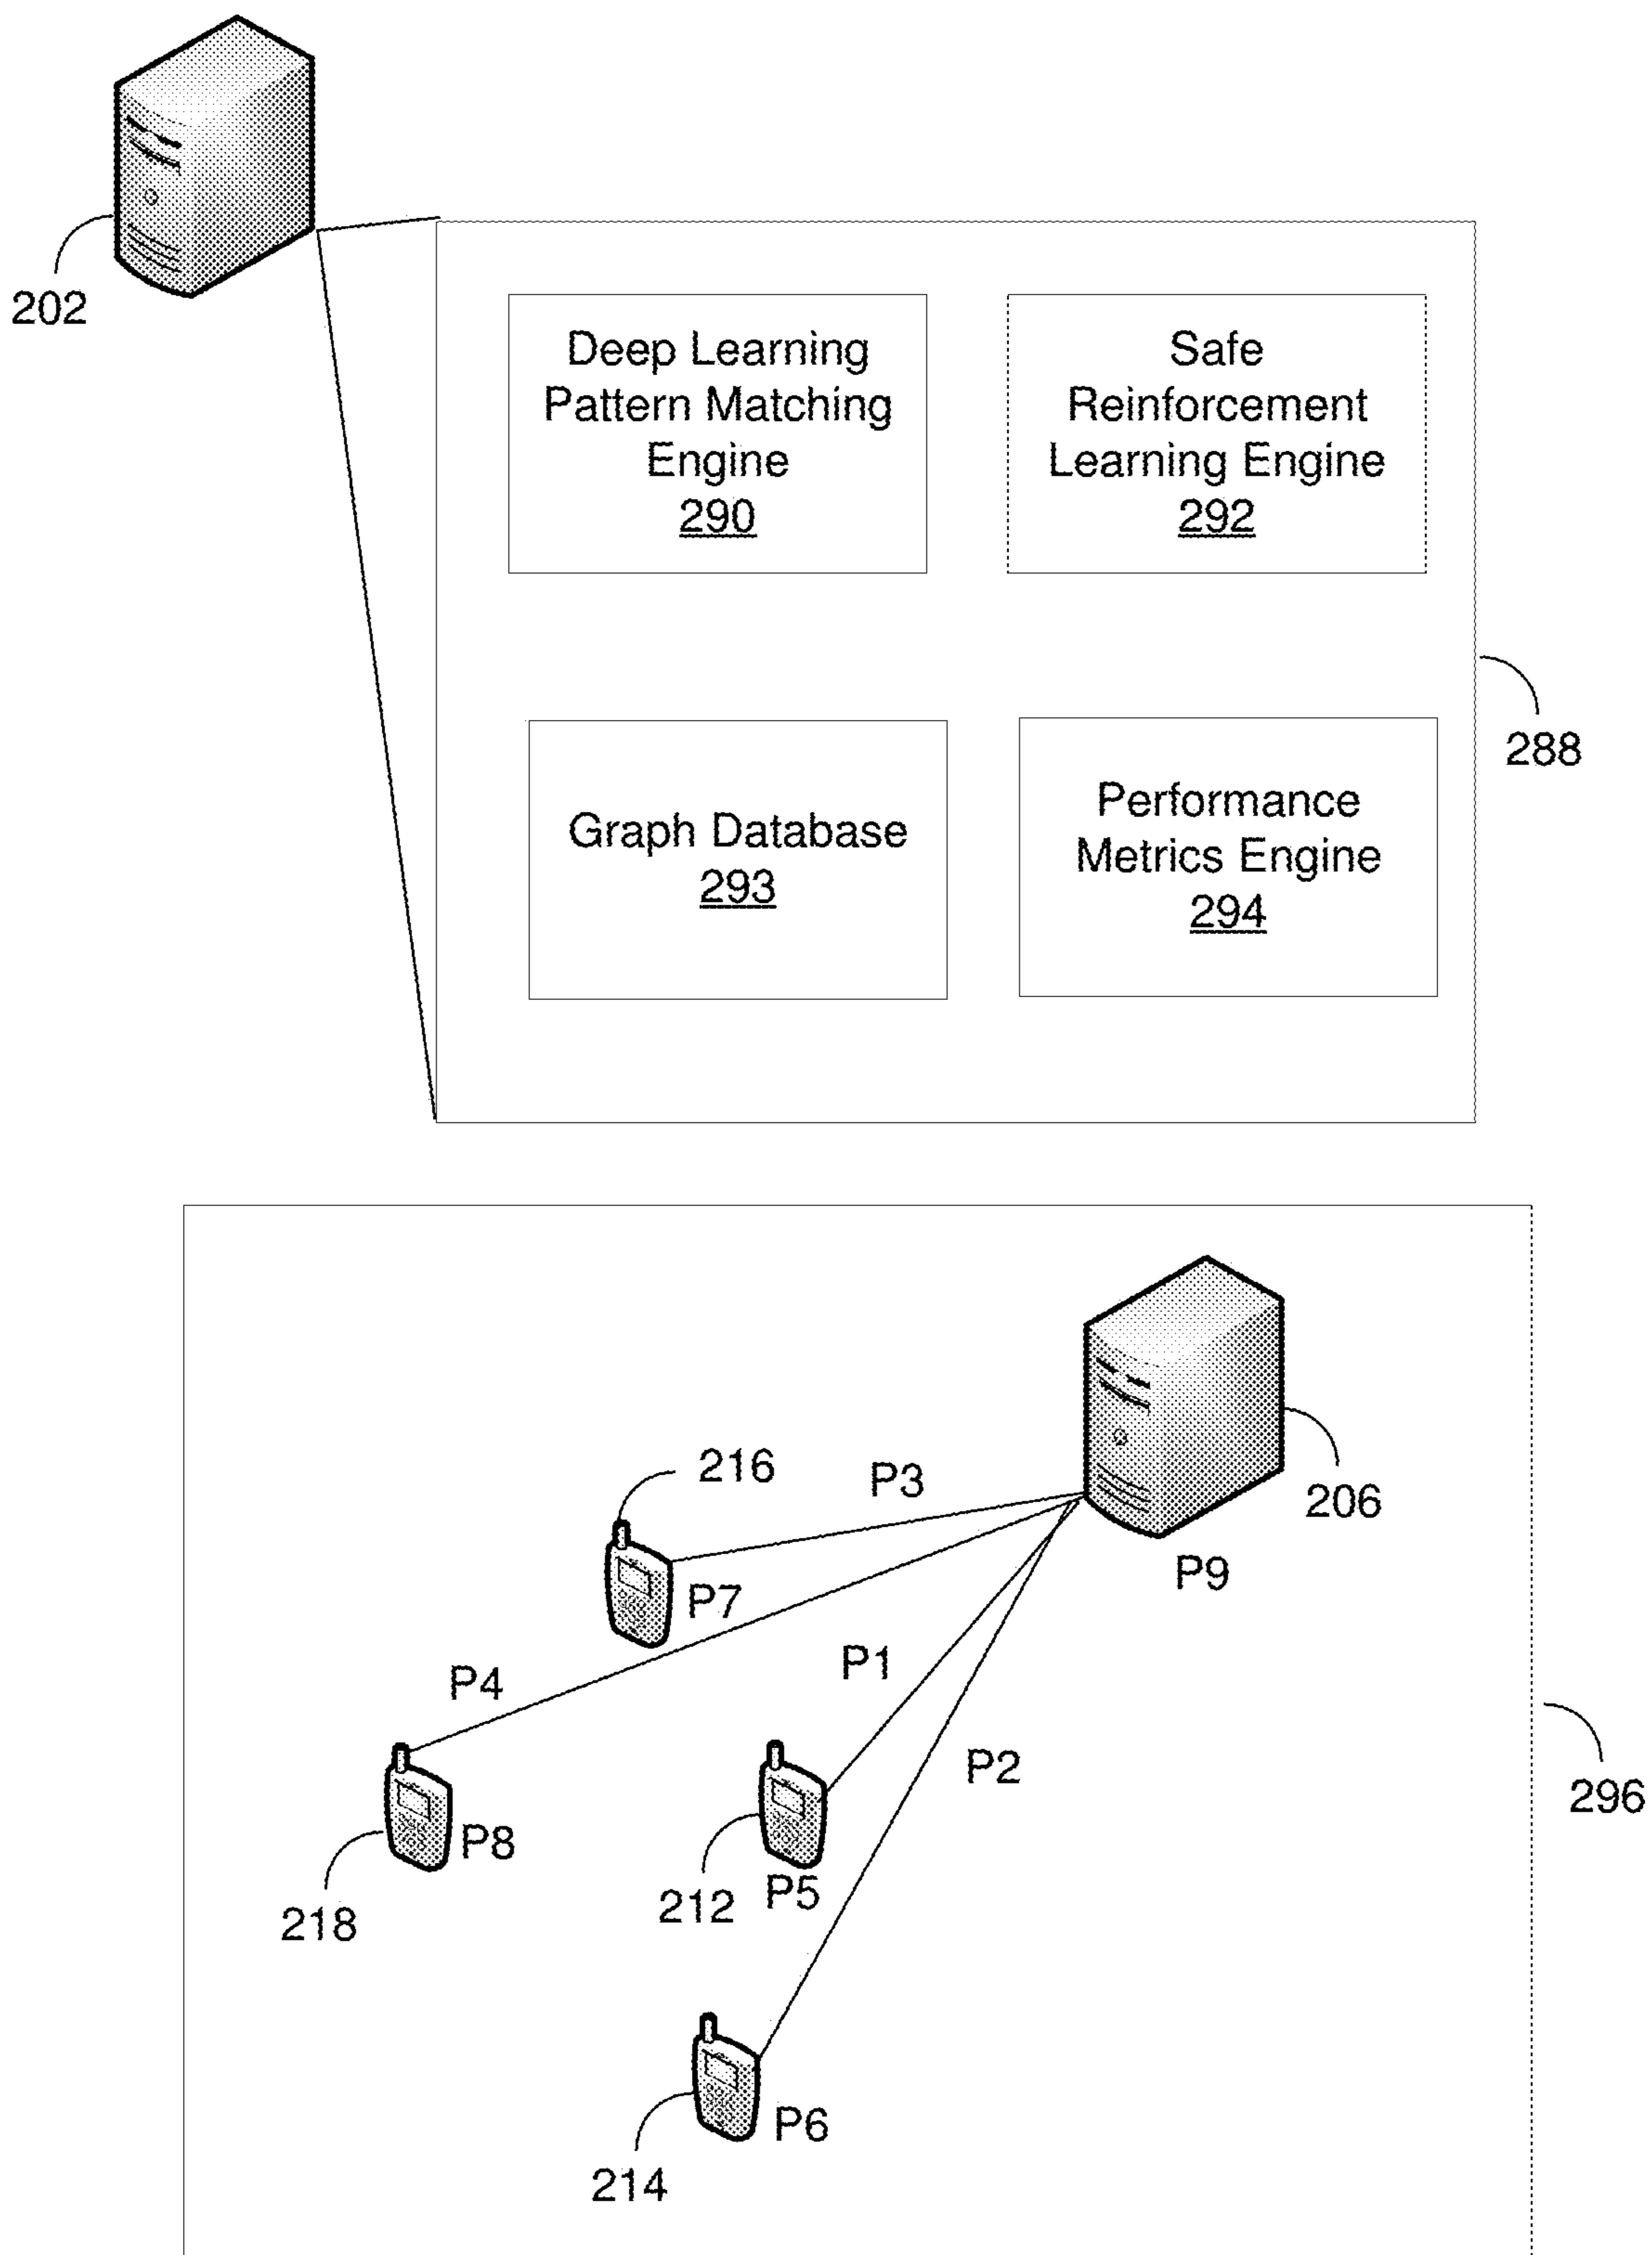 202
Deep Learning
Pattern Matching
Engine
290
Safe
Reinforcement
Learning Engine
292
288
Graph Database
293
Performance
Metrics Engine
294
216
P3
206
P9
P7
P4
P1
P2
296
P8
218
212
P5
P6
214